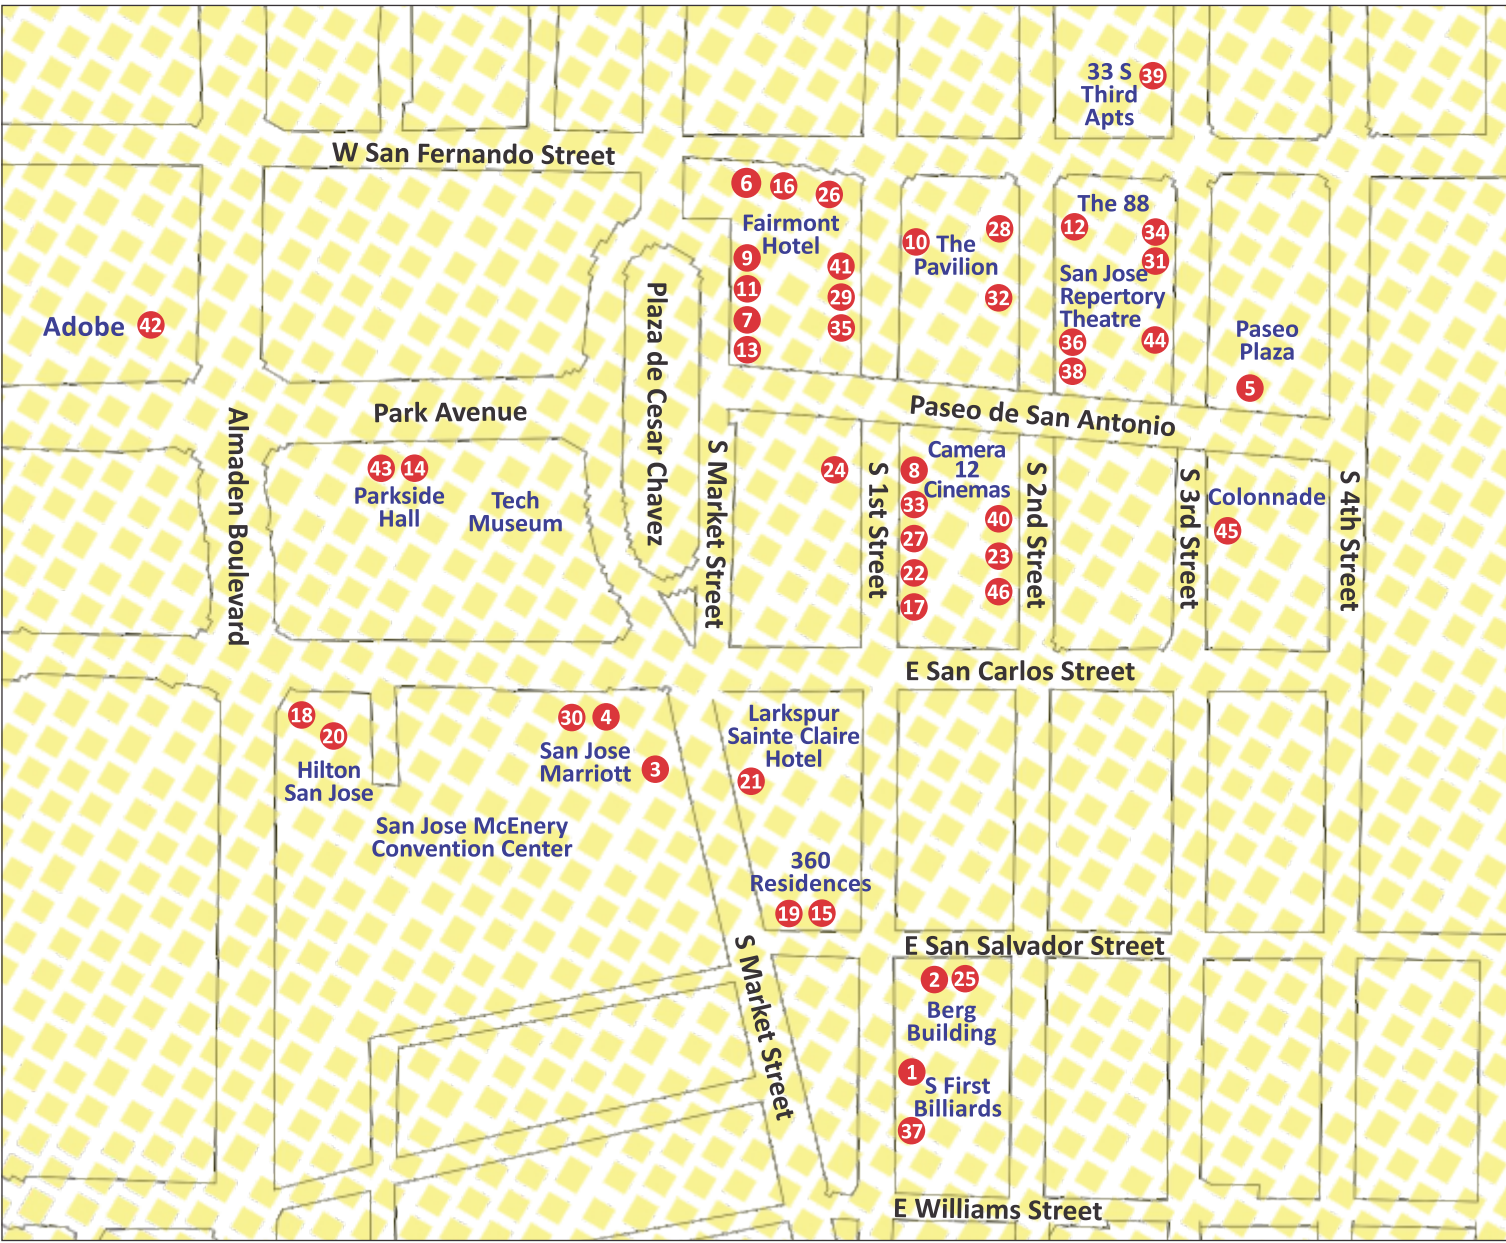 33 S 39
Third
Apts
W San Fernando Street
6 16 26
Fairmont
Hotel
9 41
11 29
7 35
13
28
10 The
Pavilion
32
The 88
12 34
31
San Jose
Repertory
Theatre
36 44
38
Paseo
Plaza
5
Adobe 42
Plaza de Cesar Chavez
Park Avenue
Paseo de San Antonio
Almaden Boulevard
43 14
Parkside
Hall
Tech
Museum
S Market Street
24
S 1st Street
Camera
8 12
Cinemas
33 40
27 23
22 46
17
S 2nd Street
S 3rd Street
Colonnade
45
S 4th Street
E San Carlos Street
18
20
Hilton
San Jose
30 4
San Jose
Marriott 3
San Jose McEnery
Convention Center
Larkspur
Sainte Claire
Hotel
21
360
Residences
19 15
S Market Street
E San Salvador Street
2 25
Berg
Building
1
S First
Billiards
37
E Williams Street